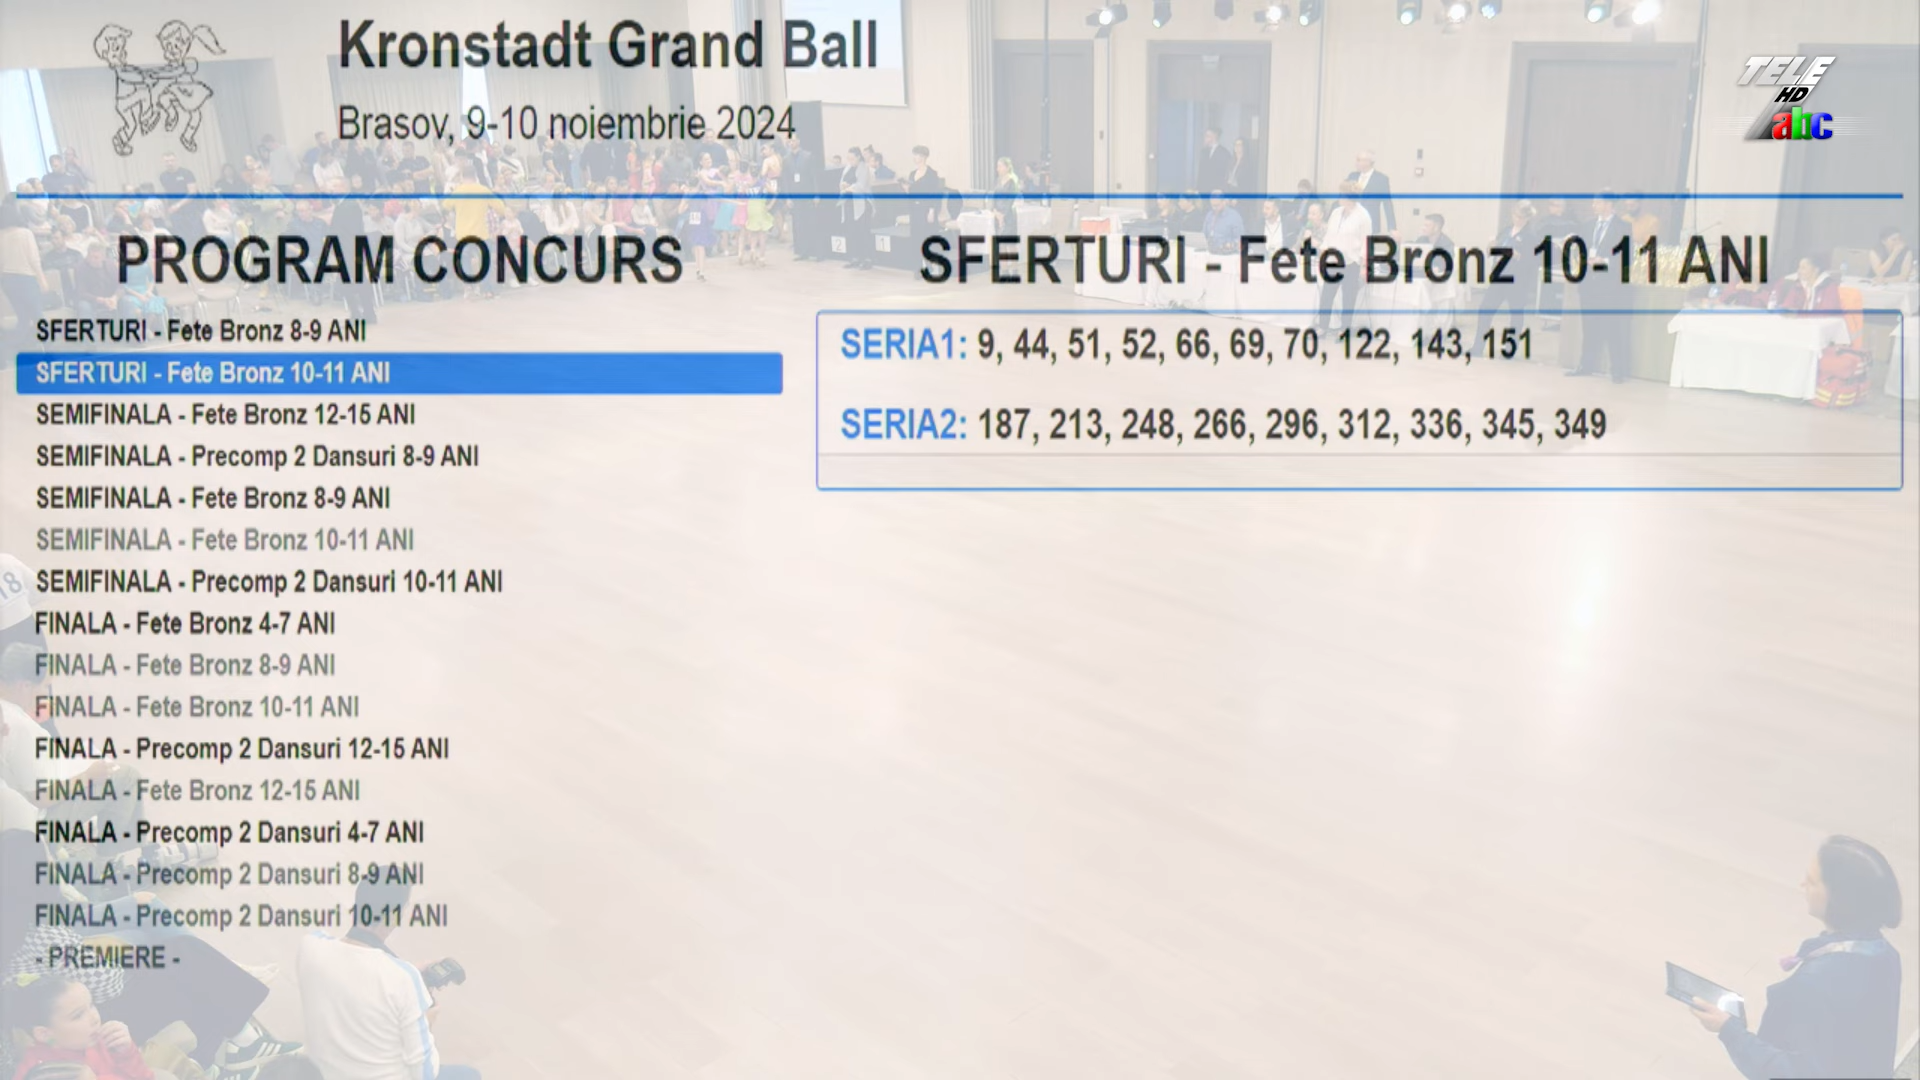 Kronstadt Grand Ball
Brasov, 9-10 noiembrie 2024
TELE
HD
7abc
PROGRAM CONCURS
SFERTURI - Fete Bronz 8-9 ANI
SFERTURI - Fete Bronz 10-11 ANI
SEMIFINALA - Fete Bronz 12-15 ANI
SEMIFINALA - Precomp 2 Dansuri 8-9 ANI
SEMIFINALA - Fete Bronz 8-9 ANI
SEMIFINALA - Fete Bronz 10-11 ANI
SEMIFINALA - Precomp 2 Dansuri 10-11 ANI
FINALA - Fete Bronz 4-7 ANI
FINALA - Fete Bronz 8-9 ANI
FINALA - Fete Bronz 10-11 ANI
FINALA - Precomp 2 Dansuri 12-15 ANI
FINALA - Fete Bronz 12-15 ANI
FINALA - Precomp 2 Dansuri 4-7 ANI
FINALA - Precomp 2 Dansuri 8-9 ANI
FINALA - Precomp 2 Dansuri 10-11 ANI
- PREMIERE -
SFERTURI - Fete Bronz 10-11 ANI
SERIA1: 9, 44, 51, 52, 66, 69, 70, 122, 143, 151
SERIA2: 187, 213, 248, 266, 296, 312, 336, 345, 349
2
1
18